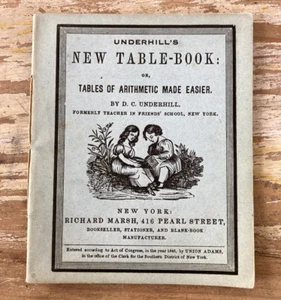 UNDERHILL'S
NEW TABLE-BOOK:
OR,
TABLES OF ARITHMETIC MADE EASIER.
BY D. C. UNDERHILL,
FORMERLY TEACHER IN FRIENDS' SCHOOL, NEW YORK.
NEW YORK:
RICHARD MARSH, 416 PEARL STREET,
BOOKSELLER, STATIONER, AND BLANK-BOOK
MANUFACTURER.
Entered according to Act of Congress, in the year 1846, by UNION ADAMS,
in the office of the Clerk for the Southern District of New York.